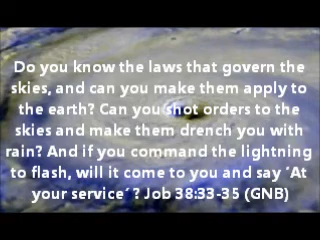 Do you know the laws that govern the
skies, and can you make them apply to
the earth? Can you shot orders to the
skies and make them drench you with
rain? And if you command the lightning
to flash, will it come to you and say ‘At
your service’ ? Job 38:33-35 (GNB)